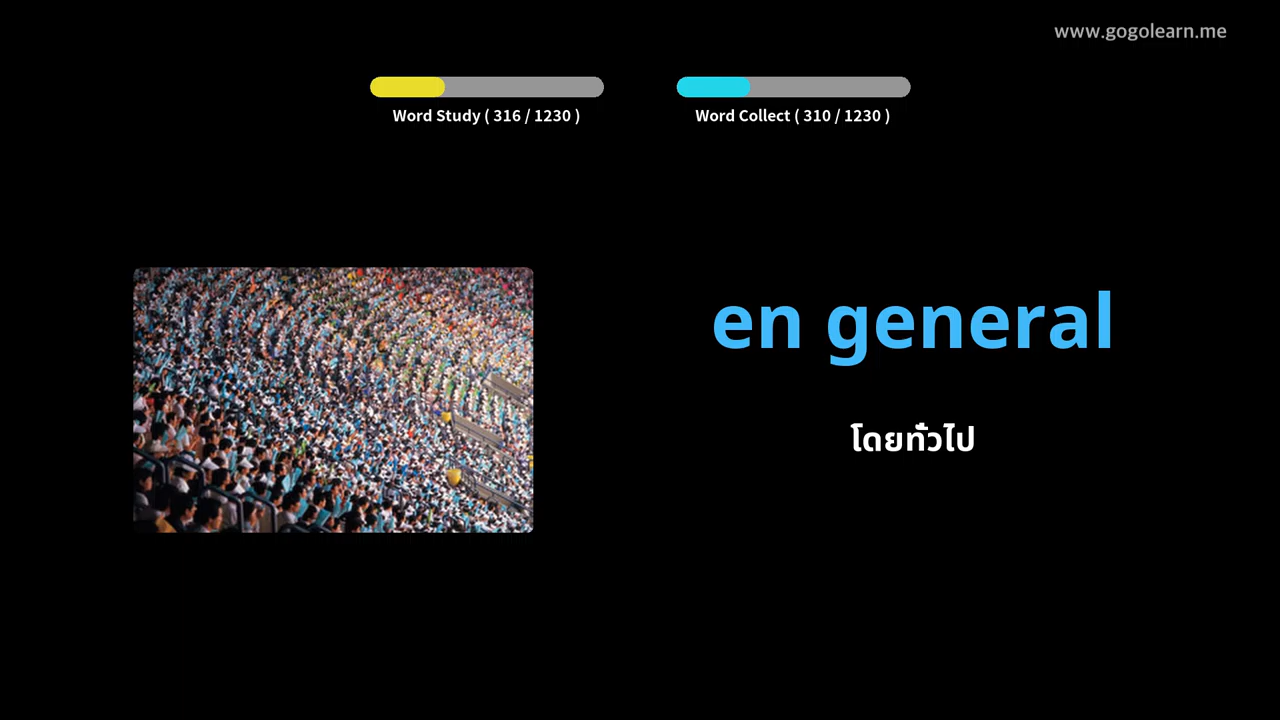 www.gogolearn.me
Word Study ( 316 / 1230 )
Word Collect ( 310 / 1230 )
en general
โดยทั่วไป